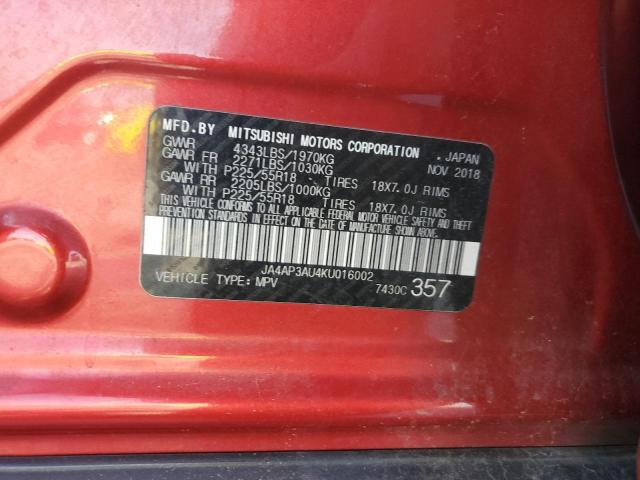 MFD.BY MITSUBISHI MOTORS CORPORATION, JAPAN
GVWR 4343LBS/1970KG NOV 2018
GAWR FR 2271LBS/1030KG
WITH P225/55R18 TIRES 18X7.0J RIMS
GAWR RR 2205LBS/1000KG
WITH P225/55R18 TIRES 18X7.0J RIMS
THIS VEHICLE CONFORMS TO ALL APPLICABLE FEDERAL MOTOR VEHICLE SAFETY AND THEFT
PREVENTION STANDARDS IN EFFECT ON THE DATE OF MANUFACTURE SHOWN ABOVE.
JA4AP3AU4KU016002
VEHICLE TYPE: MPV 7430C 357